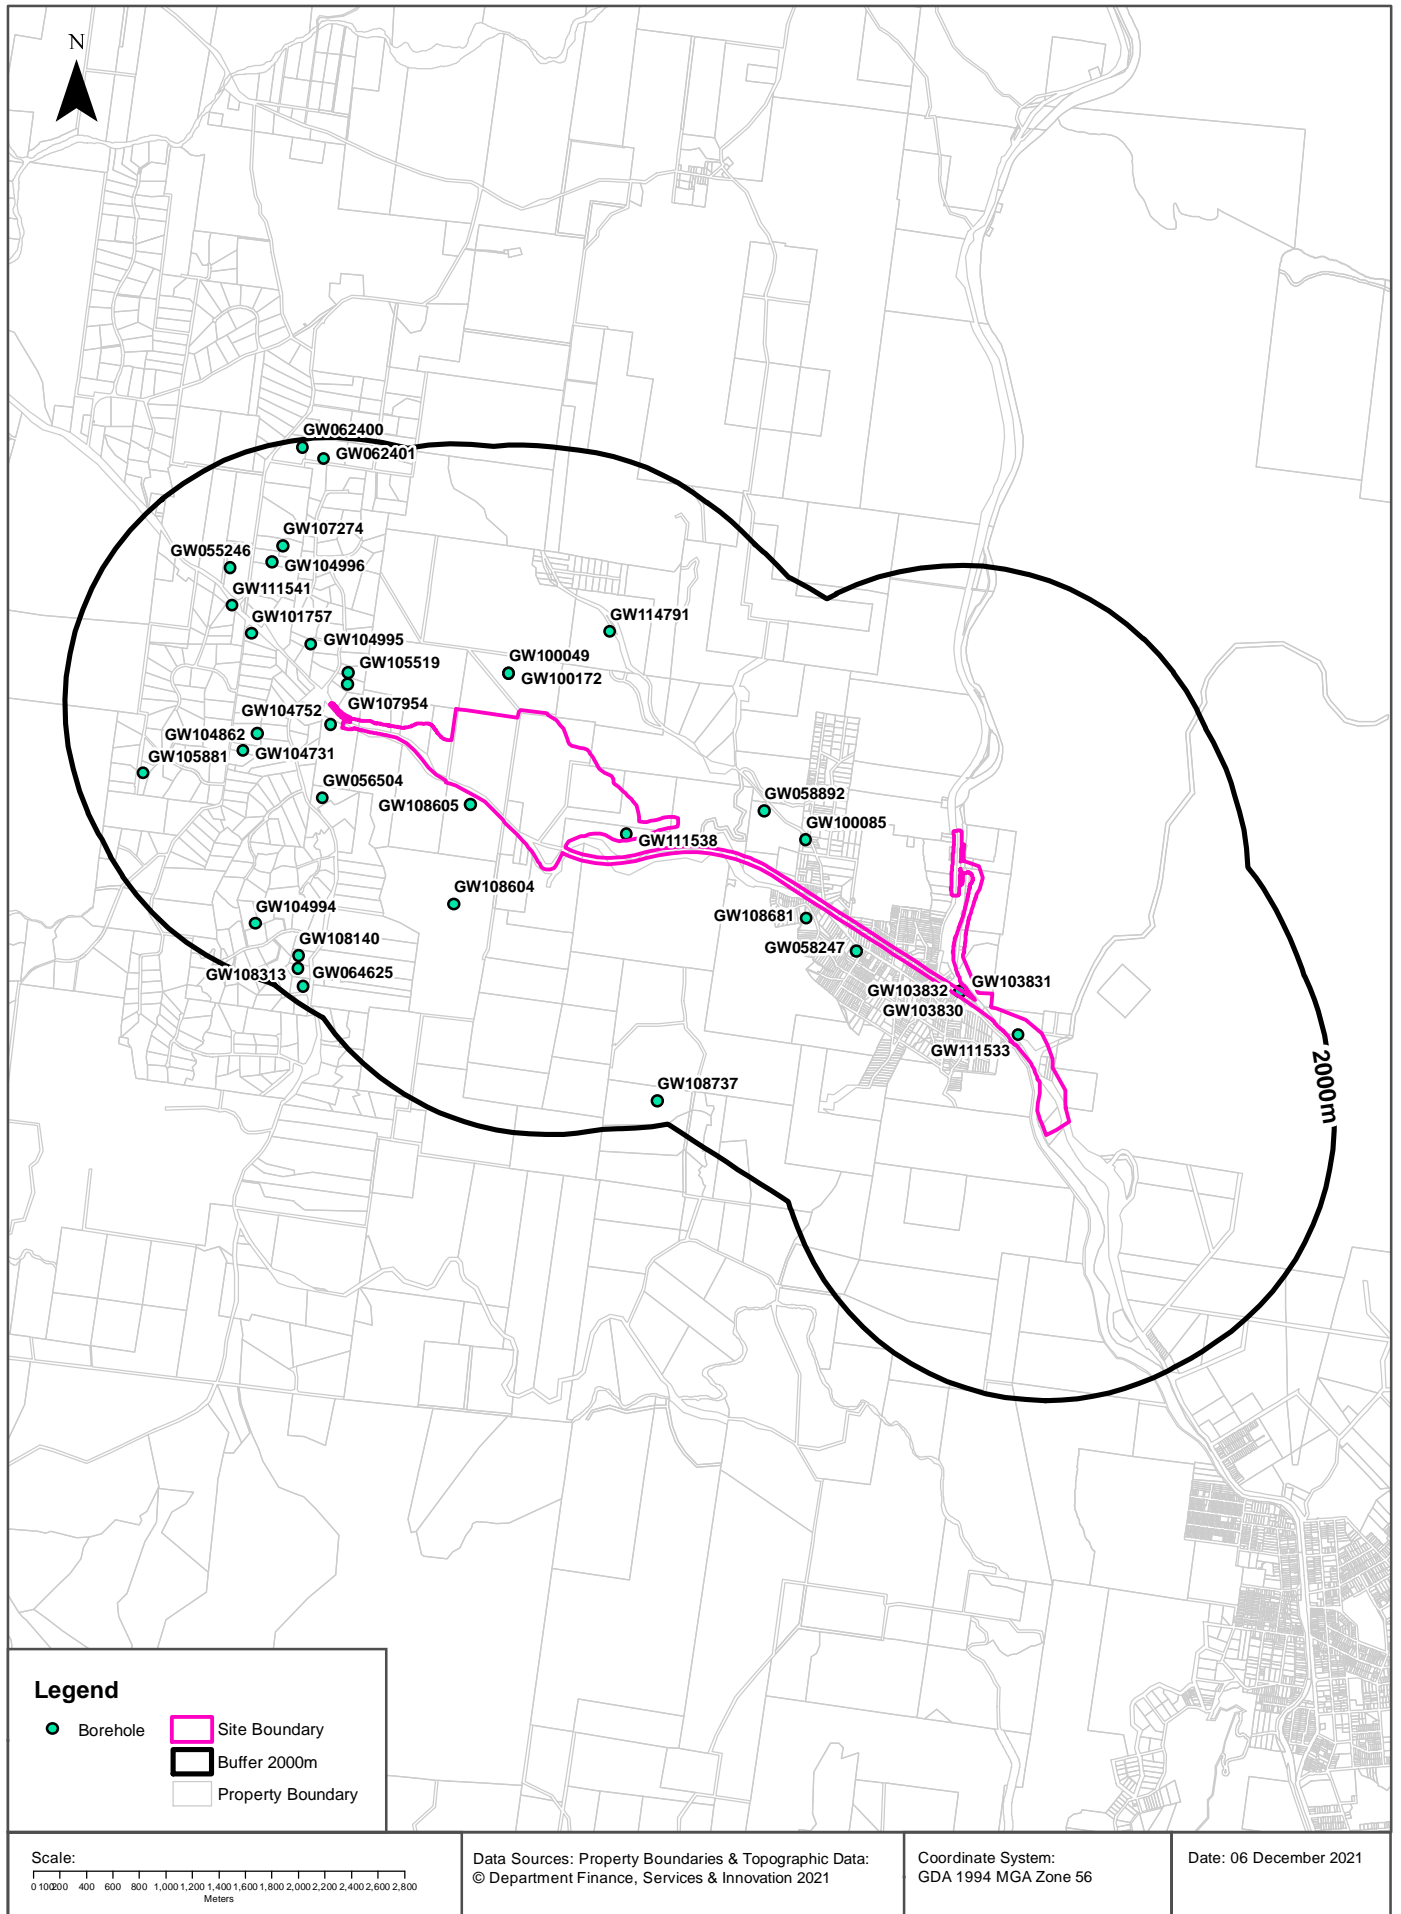 N
GW062400
GW062401
GW107274
GW055246
GW104996
GW111541
GW101757
GW114791
GW104995
GW100049
GW105519
GW100172
GW107954
GW104752
GW104862
GW104731
GW105881
GW056504
GW058892
GW108605
GW100085
GW111538
GW108604
GW104994
GW108681
GW108140
GW058247
GW108313
GW064625
GW103831
GW103832
GW103830
GW111533
2000m
GW108737
Legend
Borehole
Site Boundary
Buffer 2000m
Property Boundary
Scale:
0 100 200 400 600 800 1,000 1,200 1,400 1,600 1,800 2,000 2,200 2,400 2,600 2,800
Meters
Data Sources: Property Boundaries & Topographic Data:
© Department Finance, Services & Innovation 2021
Coordinate System:
GDA 1994 MGA Zone 56
Date: 06 December 2021